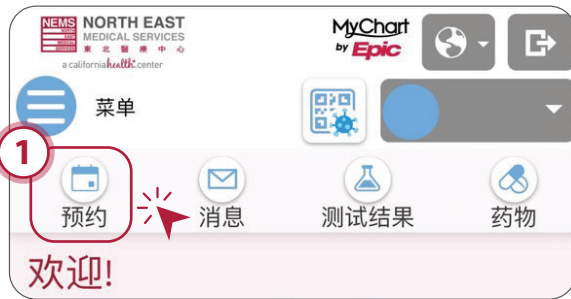 NEMS NORTH EAST
MEDICAL SERVICES
東北醫療中心
a california health center
MyChart
by Epic
菜单
1
预约
消息
测试结果
药物
欢迎!